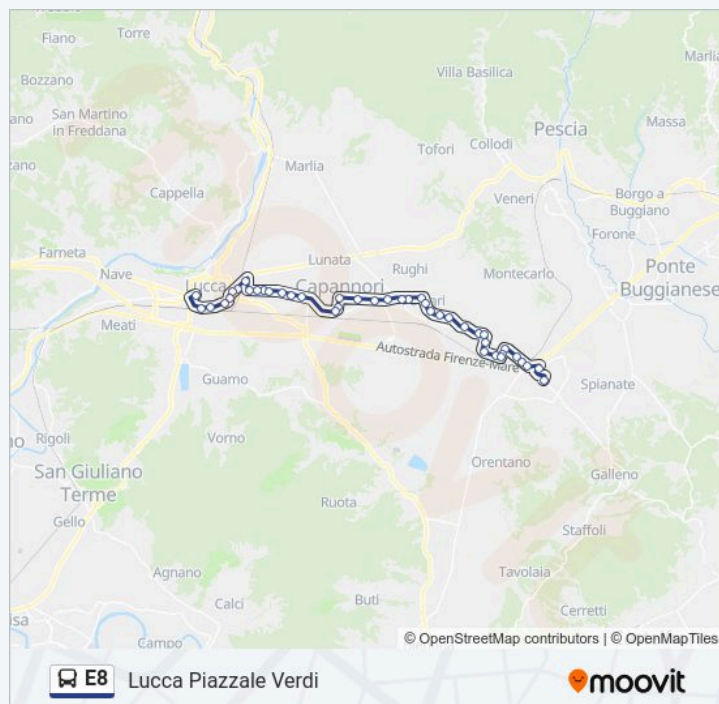 Fiano
Torre
Marlia
Bozzano
Villa Basilica
San Martino
in Freddana
Pescia
Massa
Tofori
Collodi
Marlia
Cappella
Veneri
Borgo a
Buggiano
Farneta
Lunata
Forone
Nave
Lucca
Capannori
Rughi
Montecarlo
Ponte
Buggianese
Meati
Autostrada Firenze-Mare
Guamo
Spianate
Rigoli
Vorno
Orentano
San Giuliano
Terme
Galleno
Ruota
Gello
Staffoli
Agnano
Tavolaia
Calci
Buti
Cerretti
Campo
© OpenStreetMap contributors | © OpenMapTiles
E8 Lucca Piazzale Verdi
moovit